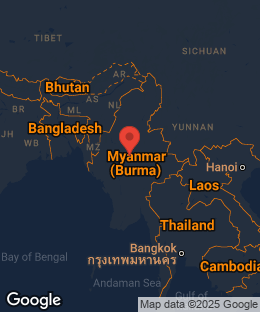 TIBET
SICHUAN
AR
Bhutan
AS
NL
ML
YUNNAN
Bangladesh
JH
WB
MZ
Myanmar
(Burma)
Hanoi
Laos
Thailand
Bangkok
กรุงเทพมหานคร
Bay of Bengal
Cambodia
Andaman Sea
Gulf of
Google
Map data ©2025 Google